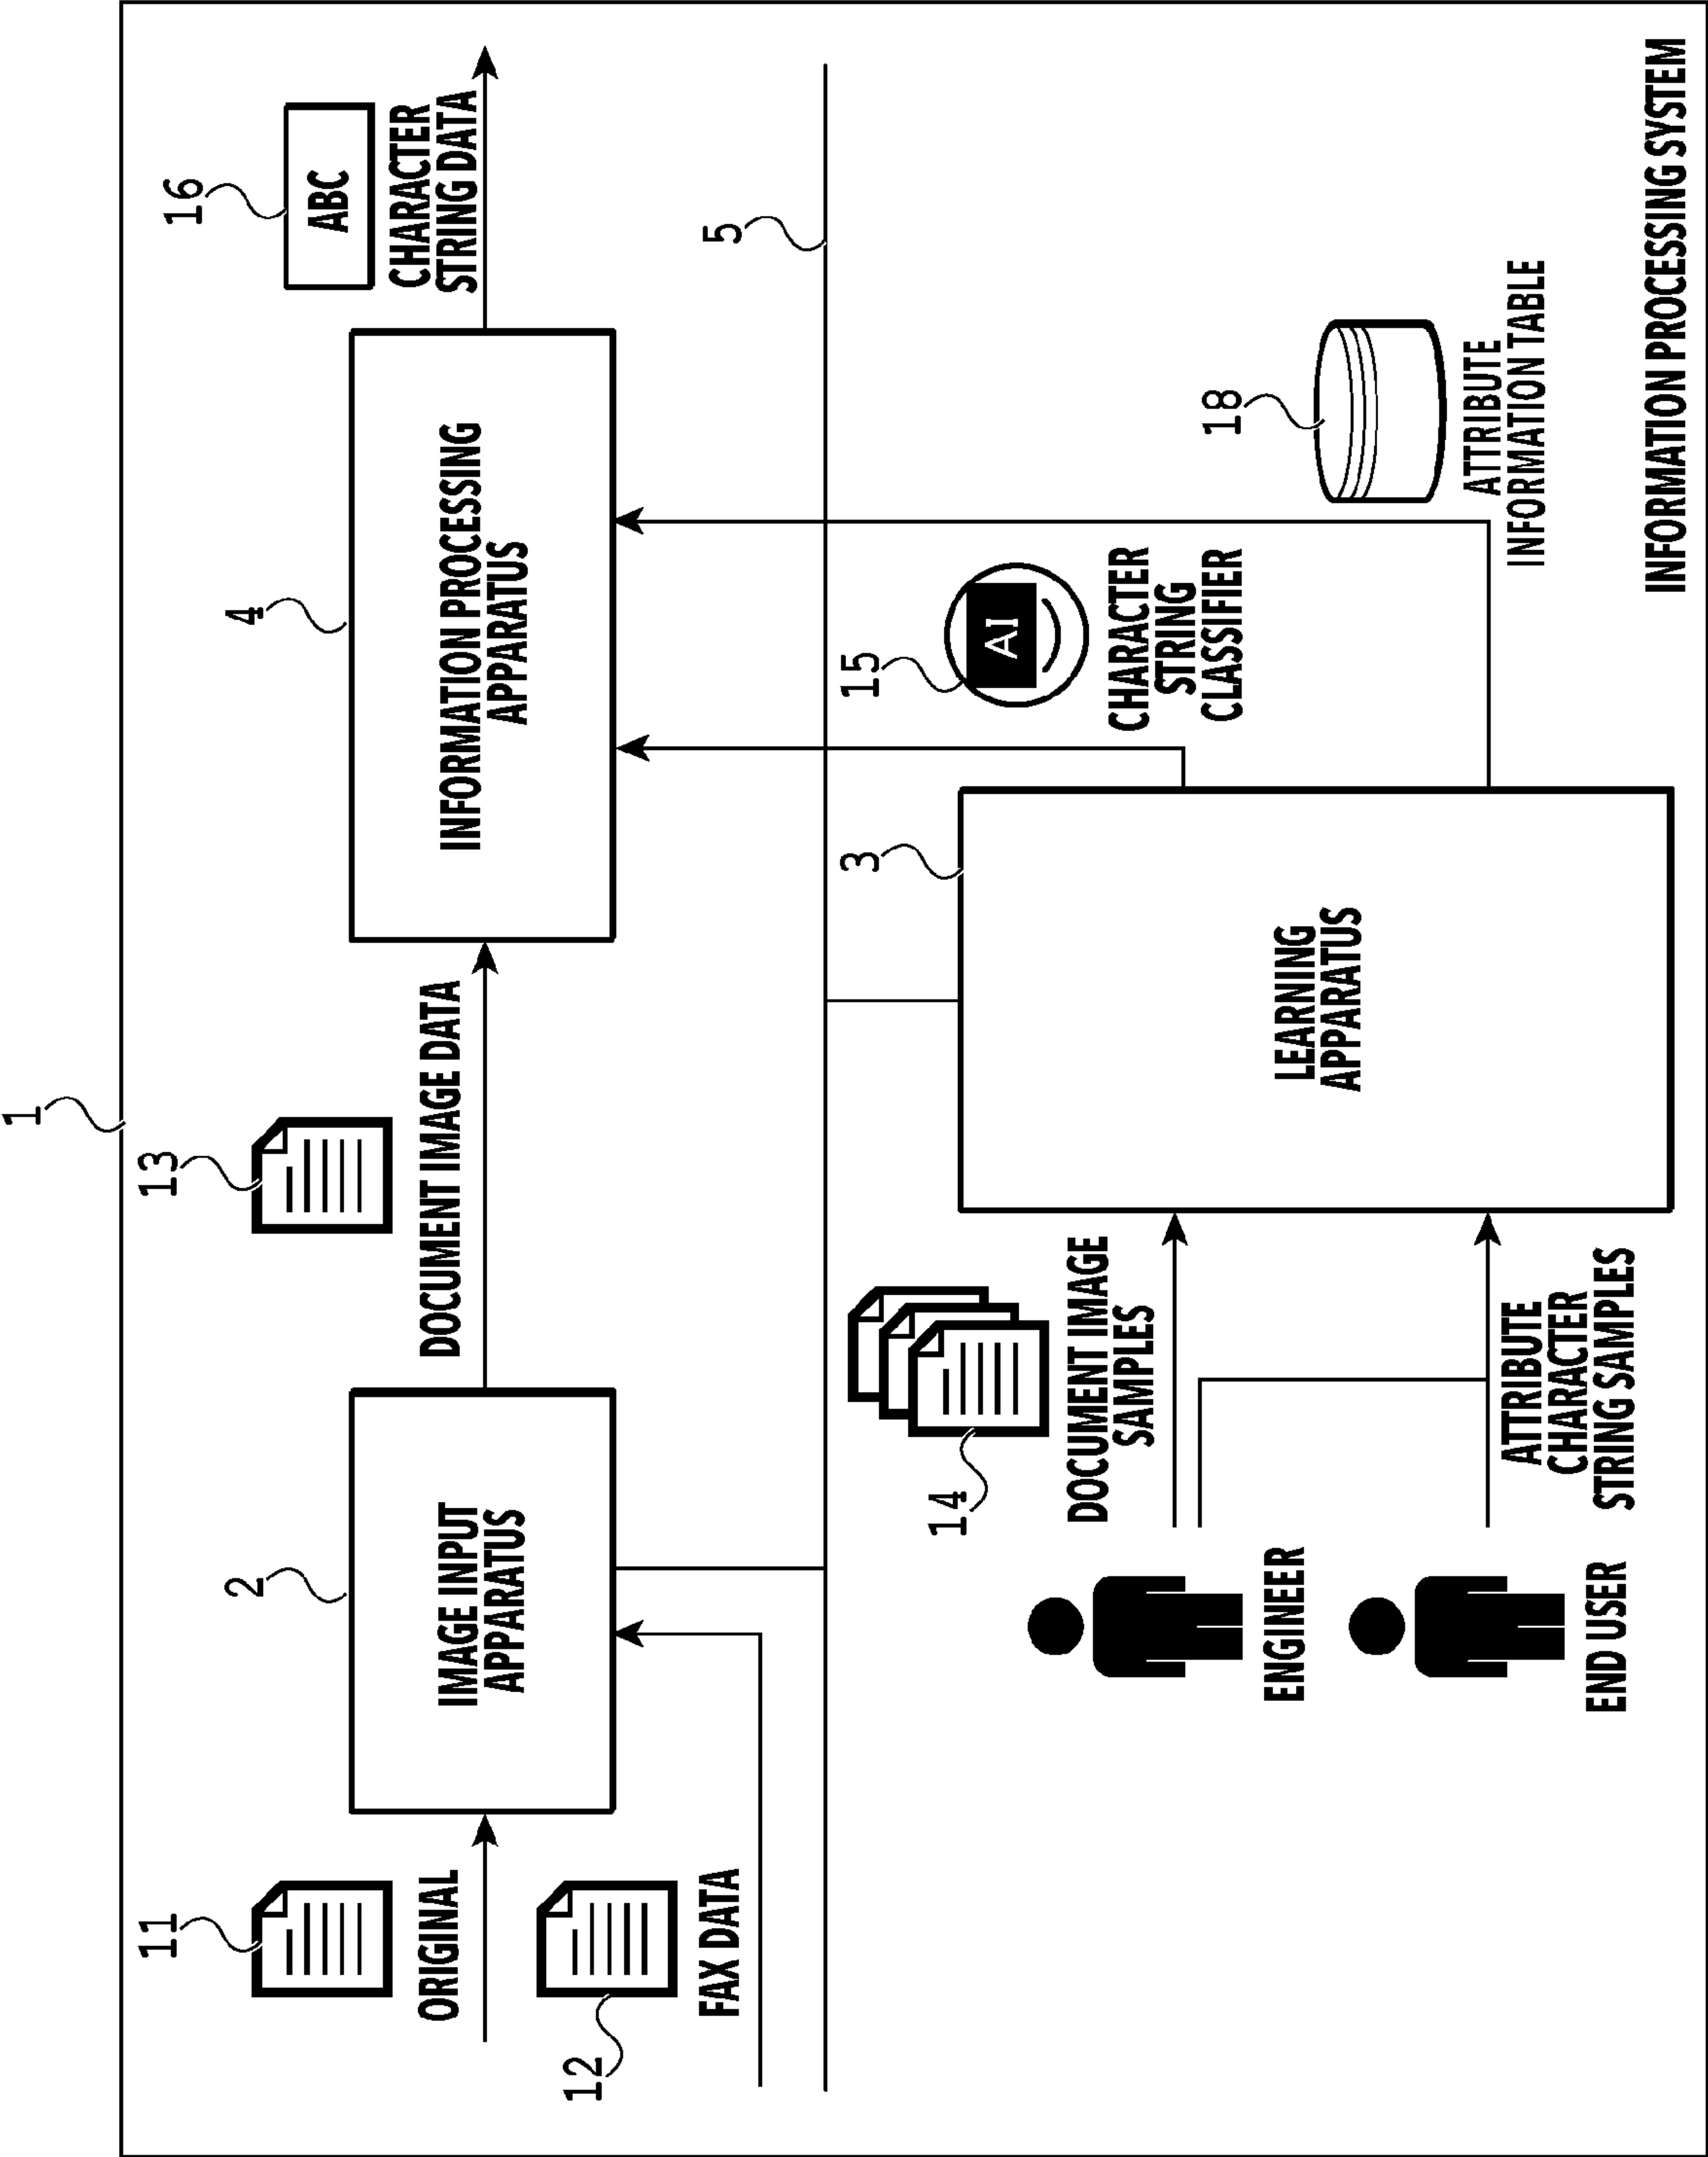 1
11
ORIGINAL
12
FAX DATA
2
IMAGE INPUT
APPARATUS
13
DOCUMENT IMAGE DATA
4
INFORMATION PROCESSING
APPARATUS
16
ABC
CHARACTER
STRING DATA
5
14
DOCUMENT IMAGE
SAMPLES
ENGINEER
END USER
ATTRIBUTE
CHARACTER
STRING SAMPLES
3
LEARNING
APPARATUS
15
AI
CHARACTER
STRING
CLASSIFIER
18
ATTRIBUTE
INFORMATION TABLE
INFORMATION PROCESSING SYSTEM